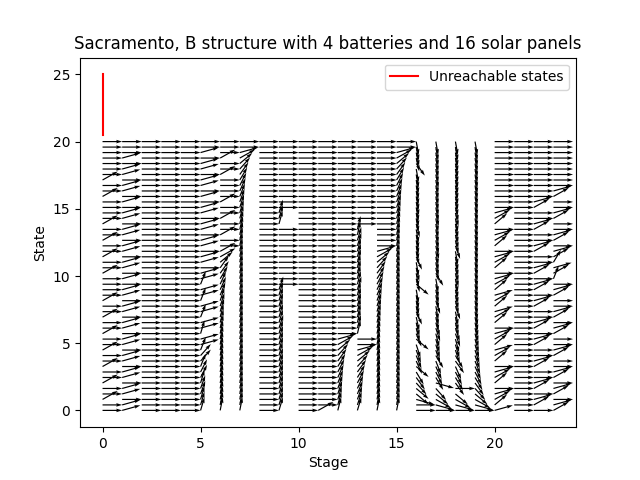 Sacramento, B structure with 4 batteries and 16 solar panels
Unreachable states
25
20
15
10
5
0
State
0 5 10 15 20
Stage